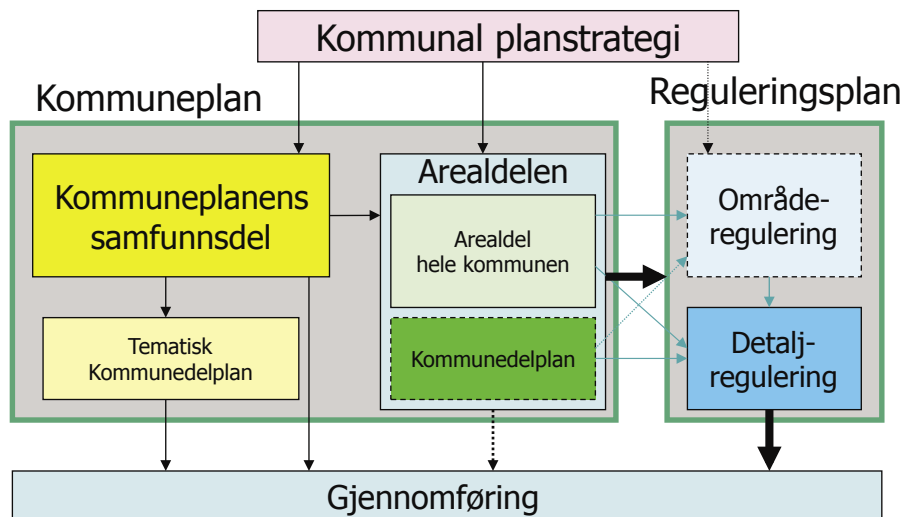 Kommunal planstrategi
Kommuneplan
Reguleringsplan
Kommuneplanens
samfunnsdel
Tematisk
Kommunedelplan
Arealdelen
Arealdel
hele kommunen
Kommunedelplan
Område-
regulering
Detalj-
regulering
Gjennomføring